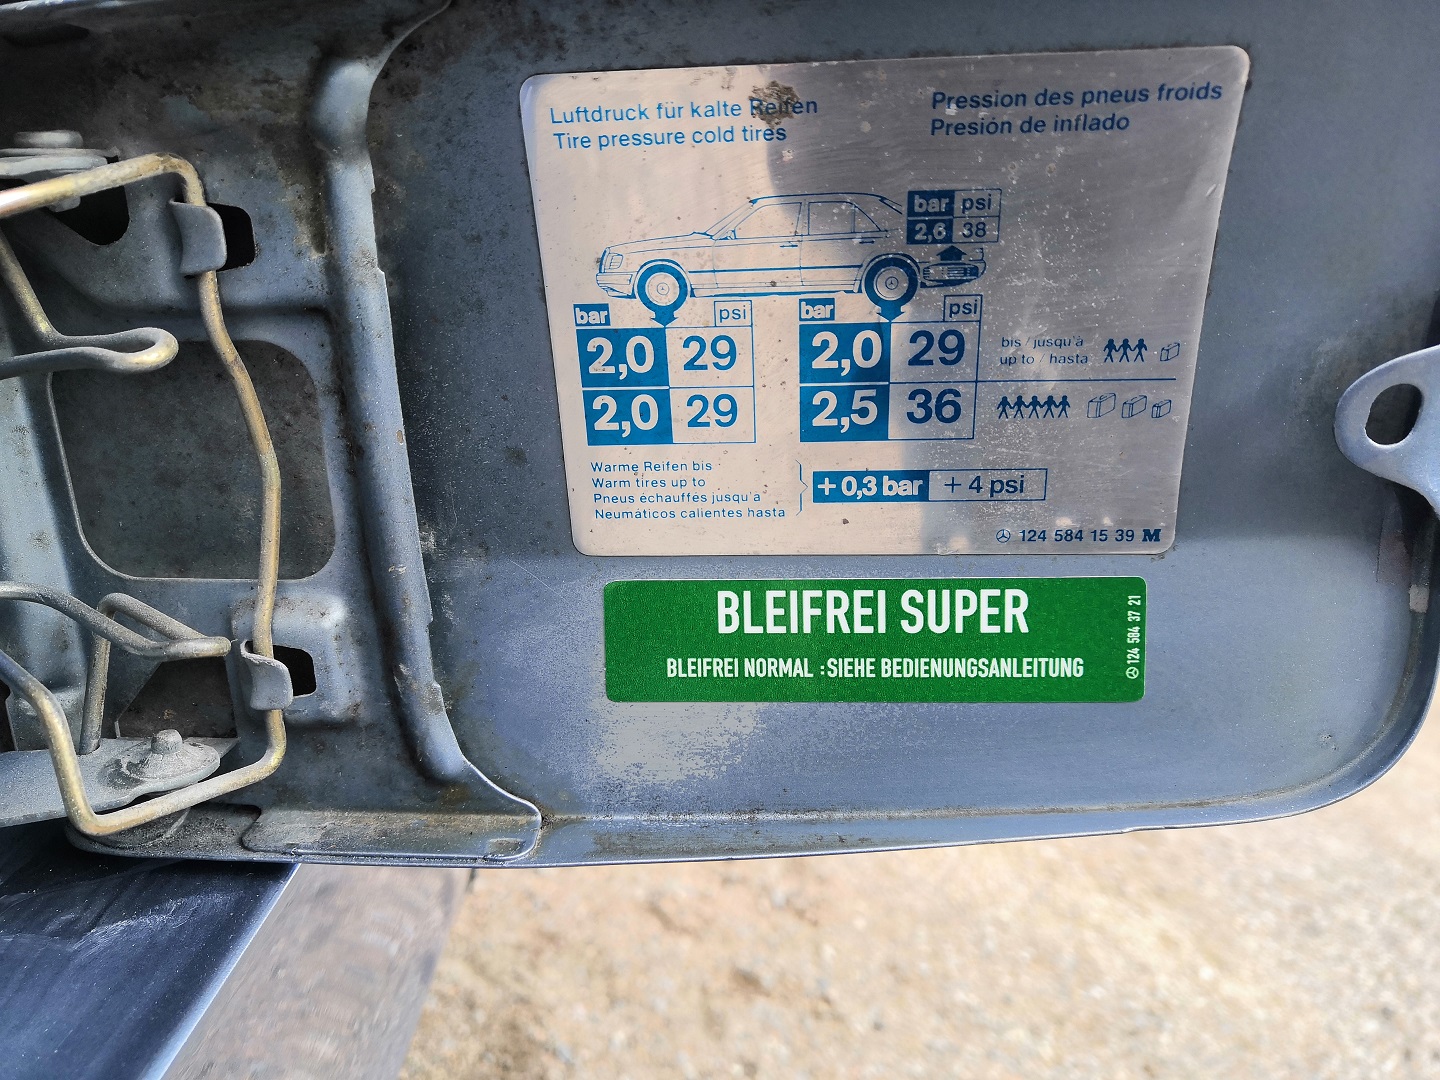 Luftdruck für kalte Reifen
Tire pressure cold tires
Pression des pneus froids
Presión de inflado
bar psi
2,6 38
bar psi
2,0 29
2,0 29
bar psi
2,0 29
2,5 36
bis / jusqu'à
up to / hasta
Warme Reifen bis
Warm tires up to
Pneus échauffés jusqu'a
Neumáticos calientes hasta
+ 0,3 bar + 4 psi
124 584 15 39 M
BLEIFREI SUPER
BLEIFREI NORMAL : SIEHE BEDIENUNGSANLEITUNG
124 584 37 21